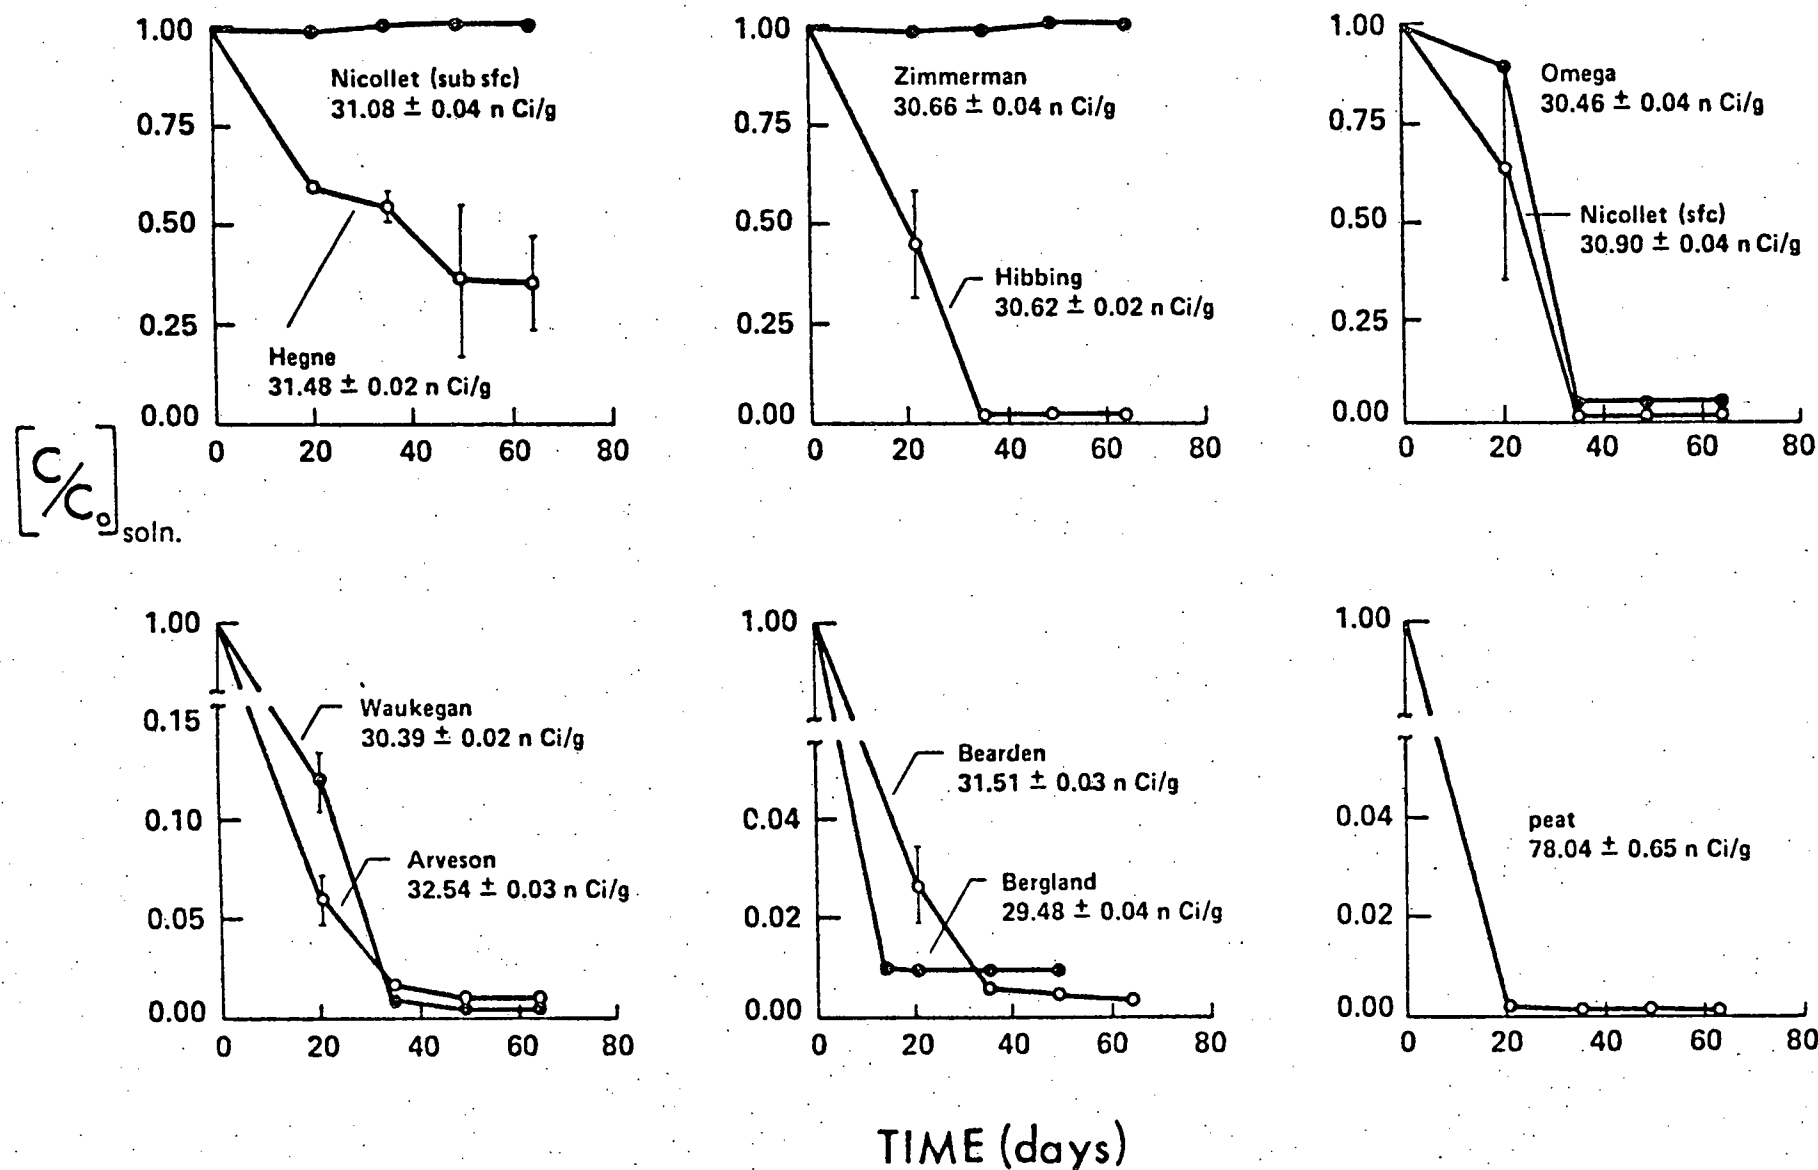 1.00
0.75
0.50
0.25
0.00
0 20 40 60 80
Nicollet (sub sfc)
31.08 ± 0.04 n Ci/g
Hegne
31.48 ± 0.02 n Ci/g
1.00
0.75
0.50
0.25
0.00
0 20 40 60 80
Zimmerman
30.66 ± 0.04 n Ci/g
Hibbing
30.62 ± 0.02 n Ci/g
1.00
0.75
0.50
0.25
0.00
0 20 40 60 80
Omega
30.46 ± 0.04 n Ci/g
Nicollet (sfc)
30.90 ± 0.04 n Ci/g
[C/C₀]soln.
1.00
0.15
0.10
0.05
0.00
0 20 40 60 80
Waukegan
30.39 ± 0.02 n Ci/g
Arveson
32.54 ± 0.03 n Ci/g
1.00
0.04
0.02
0.00
0 20 40 60 80
Bearden
31.51 ± 0.03 n Ci/g
Bergland
29.48 ± 0.04 n Ci/g
1.00
0.04
0.02
0.00
0 20 40 60 80
peat
78.04 ± 0.65 n Ci/g
TIME (days)